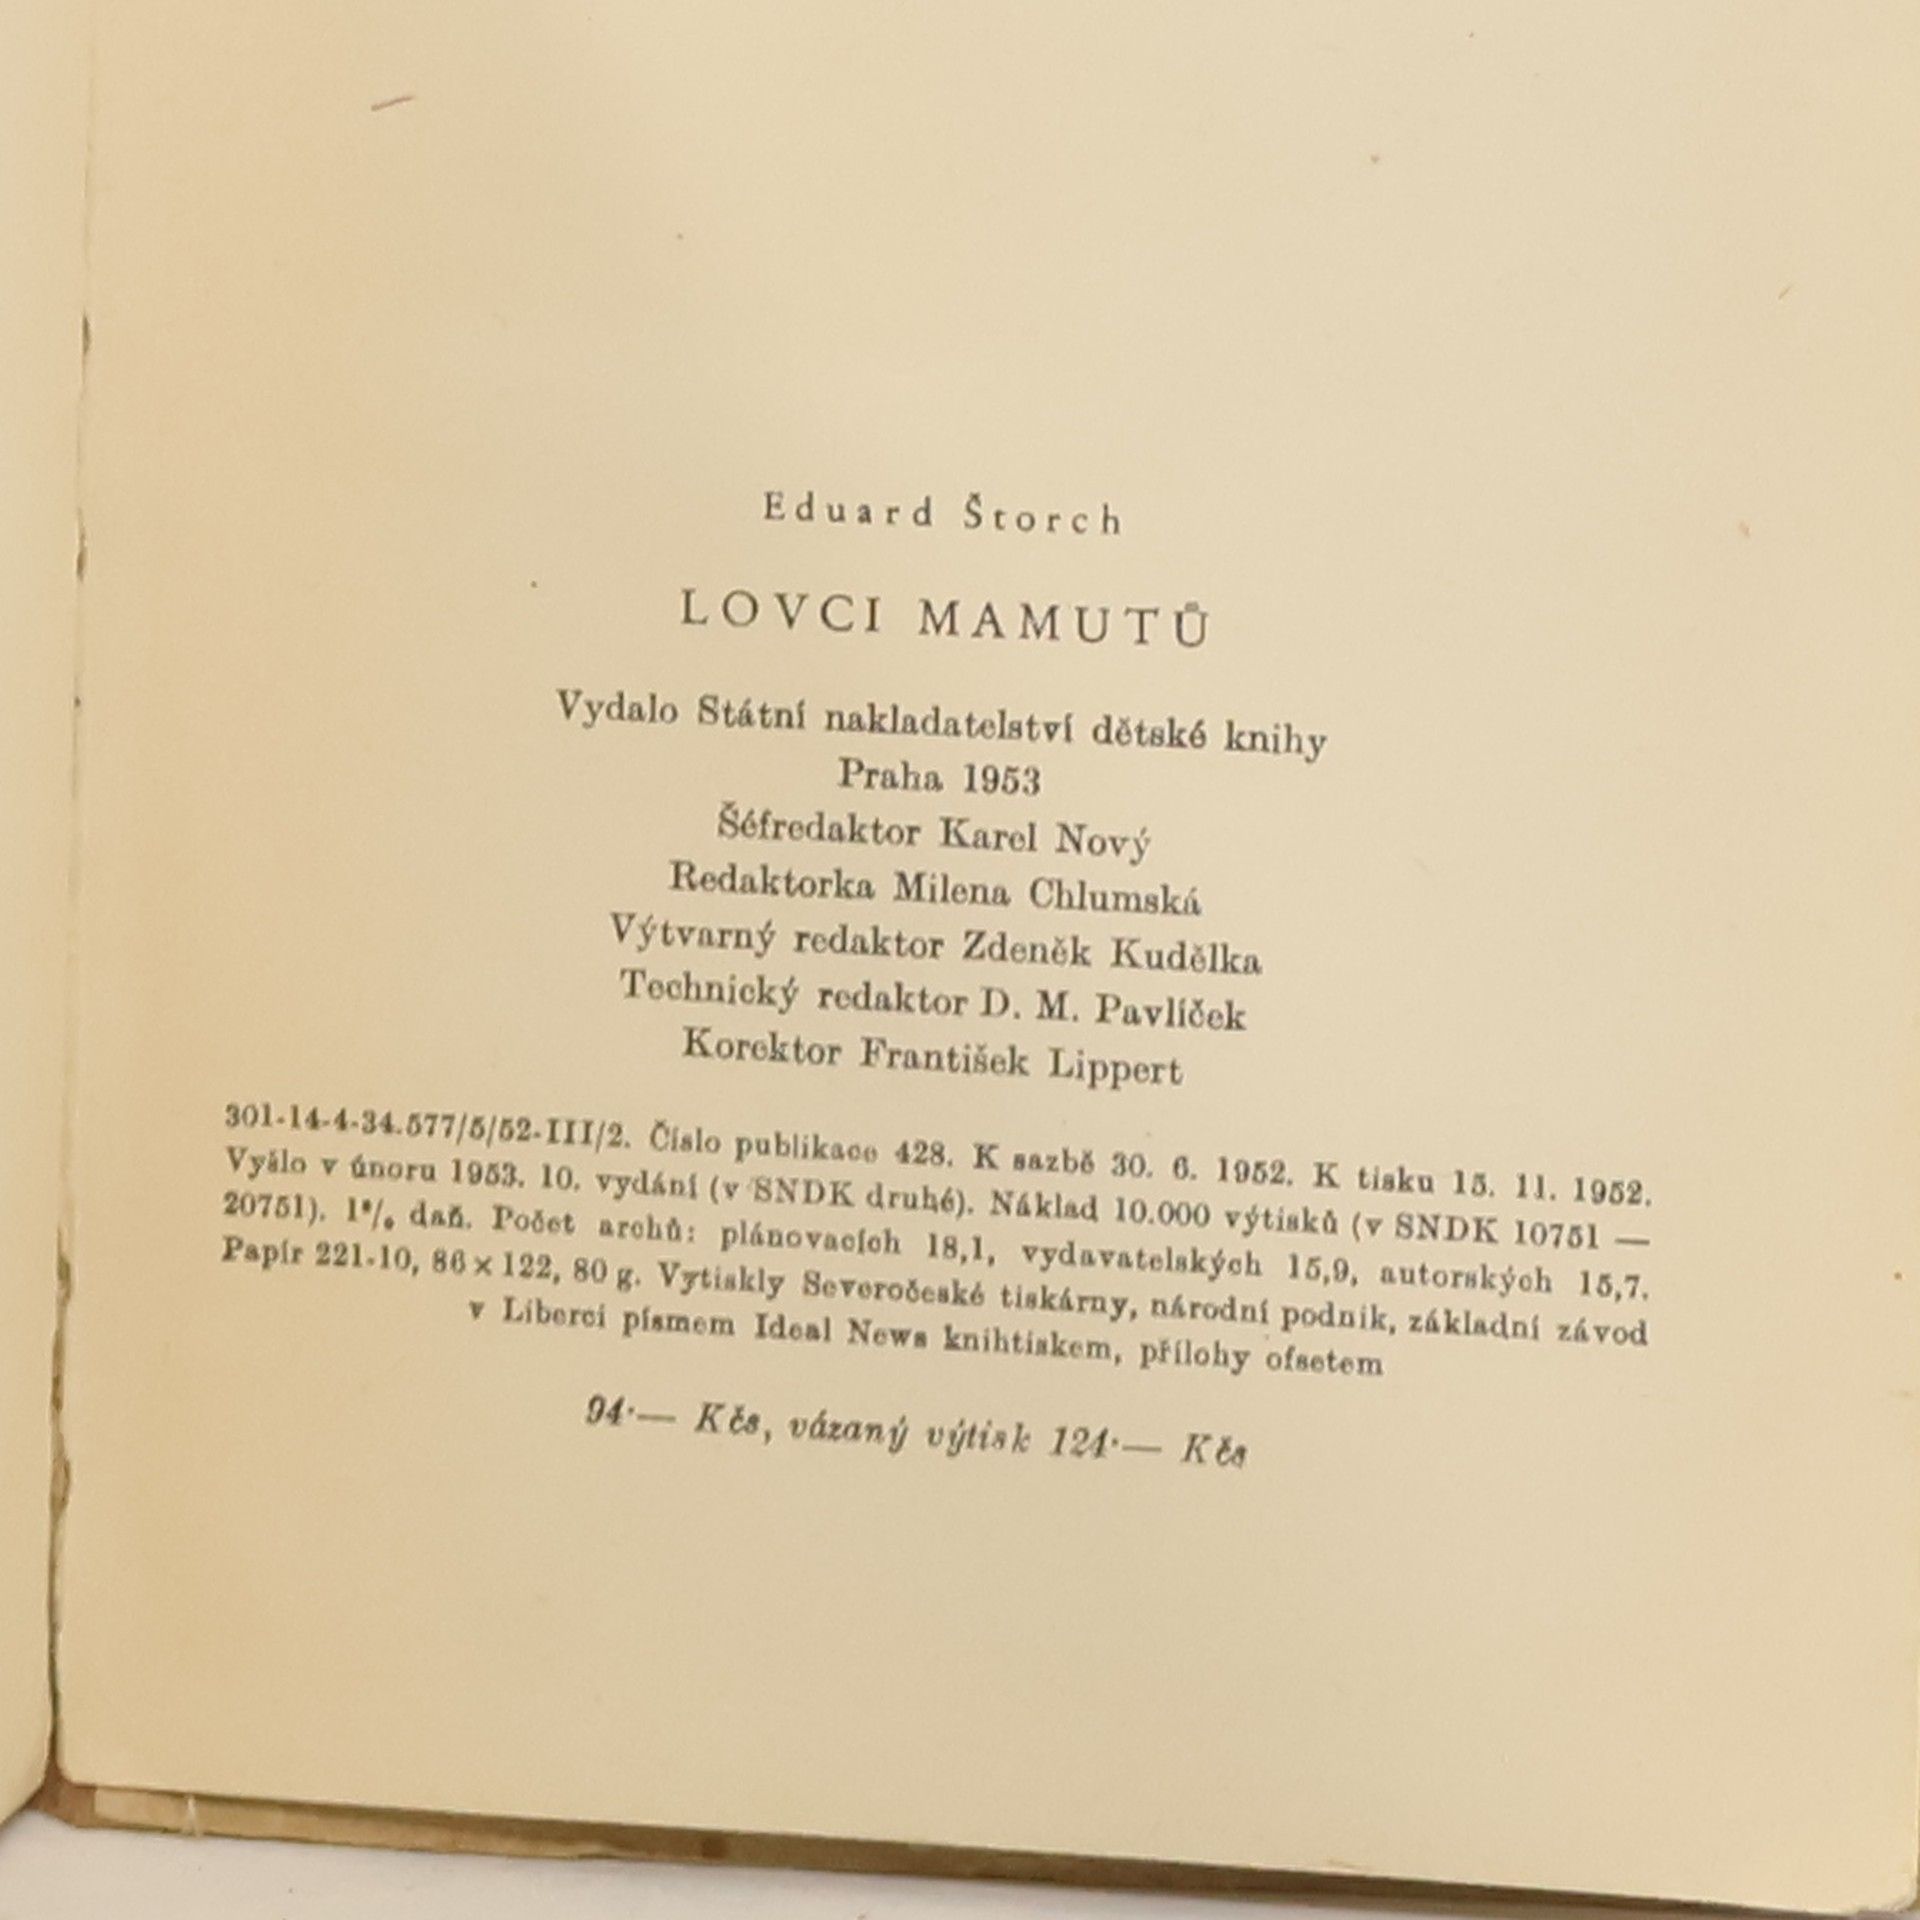 Eduard Štorch
LOVCI MAMUTŮ
Vydalo Státní nakladatelství dětské knihy
Praha 1953
Šéfredaktor Karel Nový
Redaktorka Milena Chlumská
Výtvarný redaktor Zdeněk Kudělka
Technický redaktor D. M. Pavlíček
Korektor František Lippert
301-14-4-34.577/5/52-III/2. Číslo publikace 428. K sazbě 30. 6. 1952. K tisku 15. 11. 1952.
Vyšlo v únoru 1953. 10. vydání (v SNDK druhé). Náklad 10.000 výtisků (v SNDK 10751 —
20751). 1% daň. Počet archů: plánovacích 18,1, vydavatelských 15,9, autorských 15,7.
Papír 221-10, 86 × 122, 80 g. Vytiskly Severočeské tiskárny, národní podnik, základní závod
v Liberci písmem Ideal News knihtiskem, přílohy ofsetem
94·— Kčs, vázaný výtisk 124·— Kčs